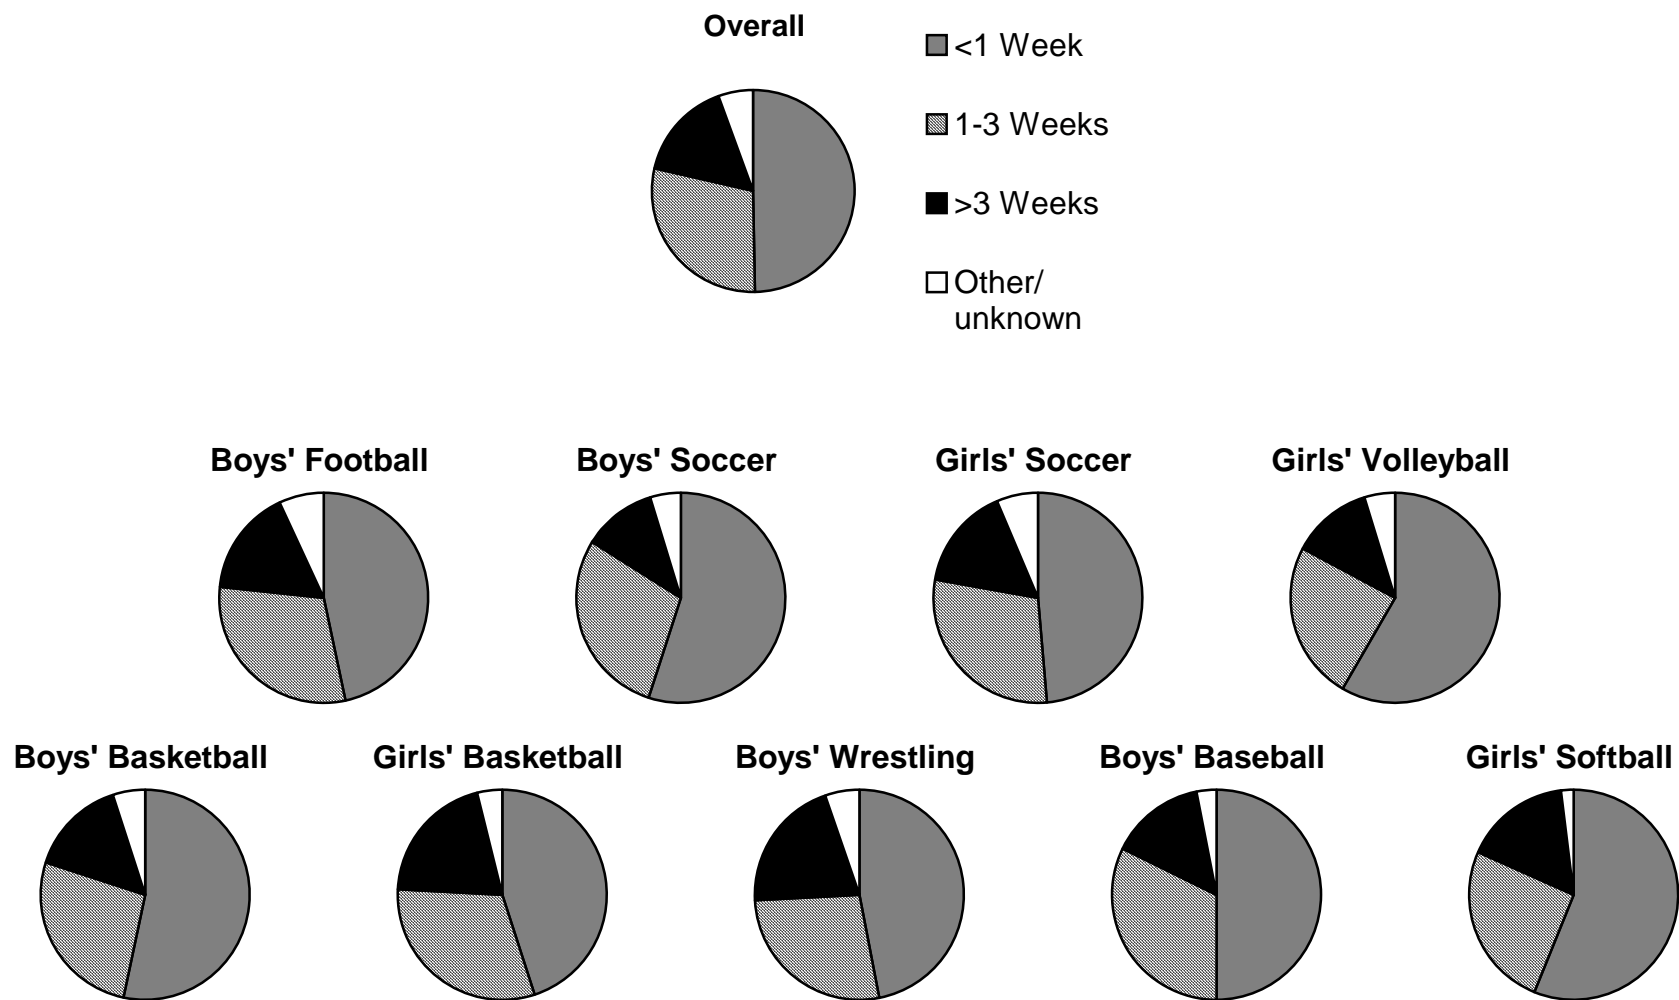 Overall
<1 Week
1-3 Weeks
>3 Weeks
Other/
unknown
Boys' Football
Boys' Soccer
Girls' Soccer
Girls' Volleyball
Boys' Basketball
Girls' Basketball
Boys' Wrestling
Boys' Baseball
Girls' Softball